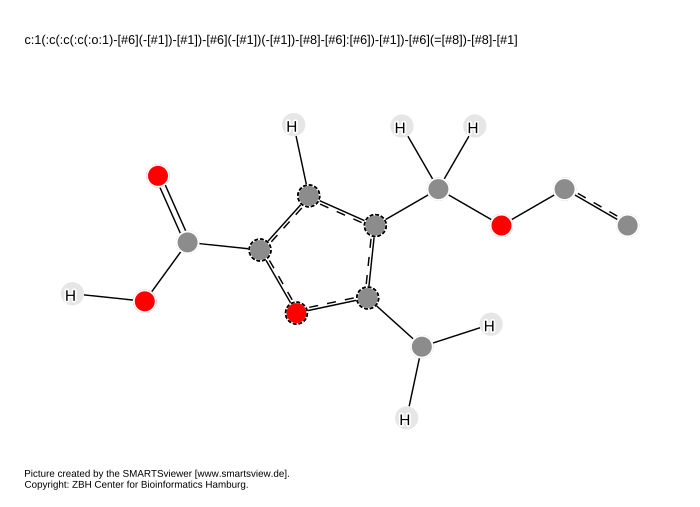 c:1(:c(:c(:c(:o:1)-[#6](-[#1])-[#1])-[#6](-[#1])(-[#1])-[#8]-[#6]:[#6])-[#1])-[#6](=[#8])-[#8]-[#1]
H
H
H
H
H
H
Picture created by the SMARTSviewer [www.smartsview.de].
Copyright: ZBH Center for Bioinformatics Hamburg.